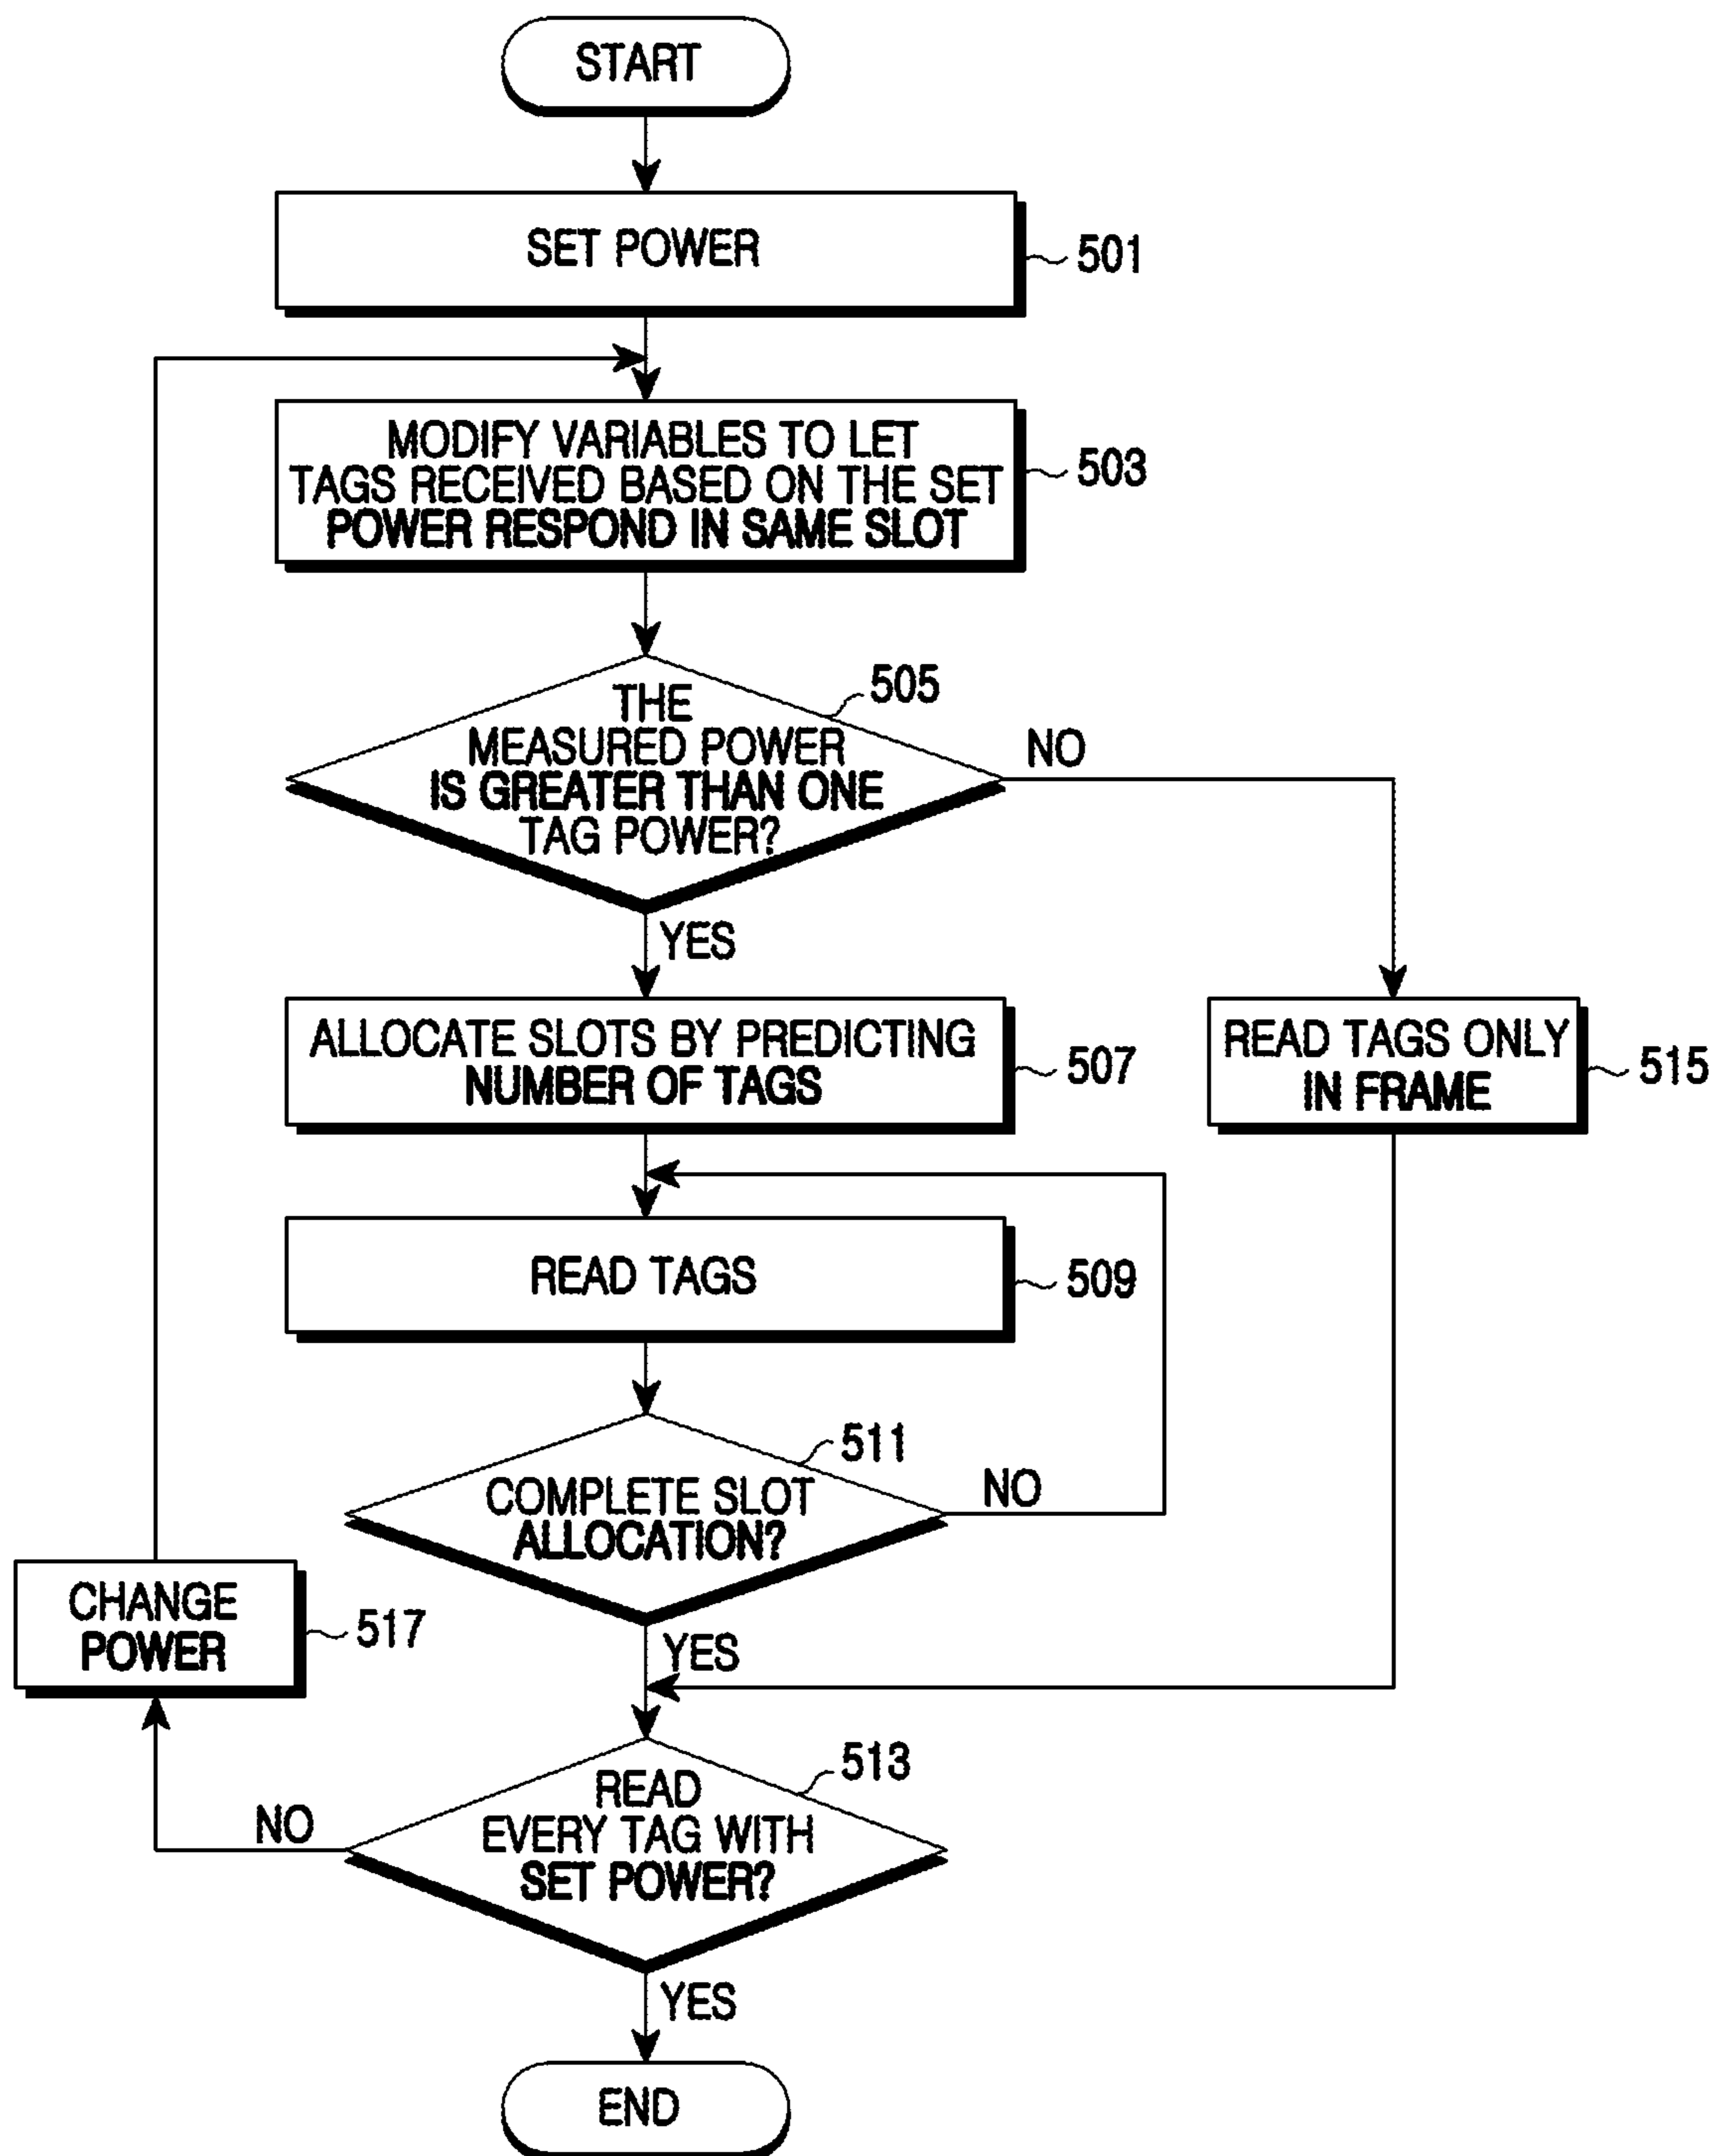 START
SET POWER
501
MODIFY VARIABLES TO LET
TAGS RECEIVED BASED ON THE SET
POWER RESPOND IN SAME SLOT
503
THE
MEASURED POWER
IS GREATER THAN ONE
TAG POWER?
505
NO
YES
ALLOCATE SLOTS BY PREDICTING
NUMBER OF TAGS
507
READ TAGS ONLY
IN FRAME
515
READ TAGS
509
COMPLETE SLOT
ALLOCATION?
511
NO
YES
CHANGE
POWER
517
READ
EVERY TAG WITH
SET POWER?
513
NO
YES
END